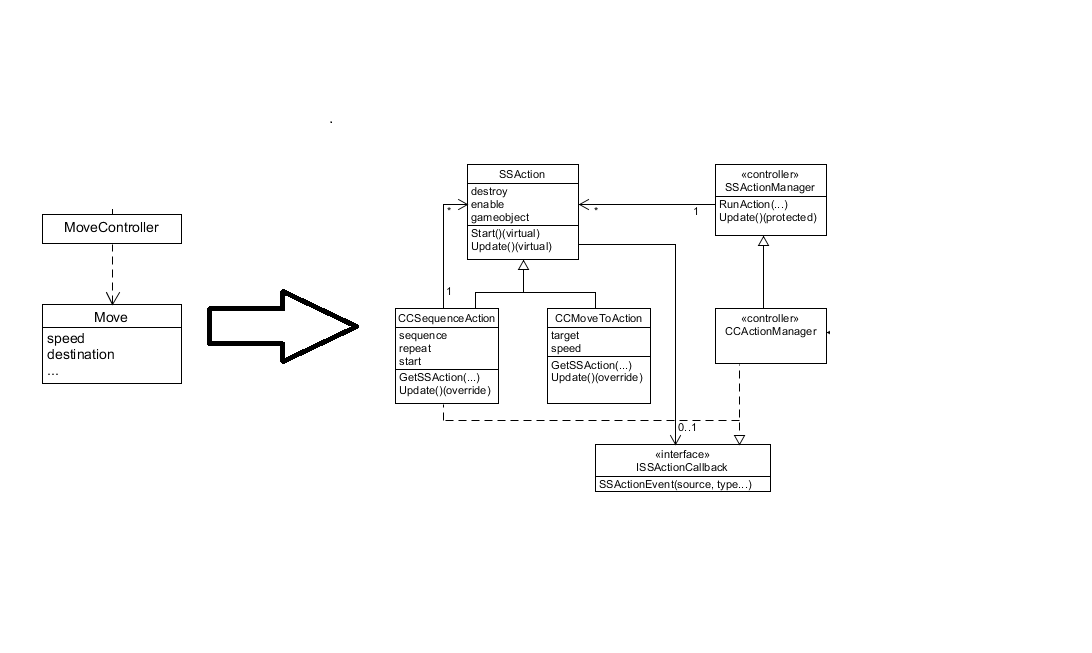 MoveController
Move
speed
destination
...
SSAction
destroy
enable
gameobject
Start()(virtual)
Update()(virtual)
«controller»
SSActionManager
RunAction(...)
Update()(protected)
*
*
1
1
CCSequenceAction
sequence
repeat
start
GetSSAction(...)
Update()(override)
CCMoveToAction
target
speed
GetSSAction(...)
Update()(override)
«controller»
CCActionManager
0..1
«interface»
ISSActionCallback
SSActionEvent(source, type...)